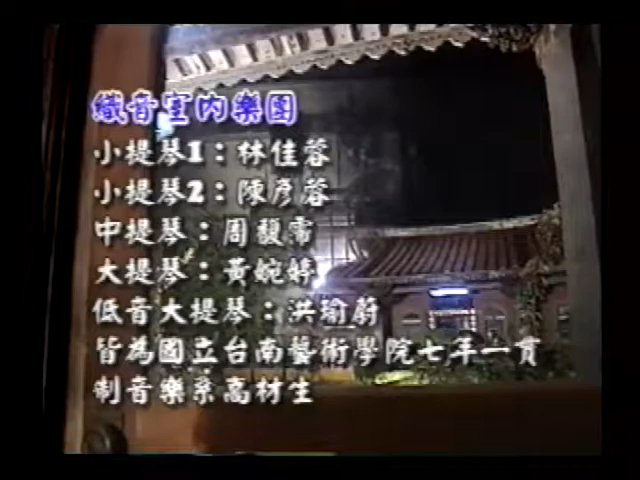 織音室內樂團
小提琴1：林佳蓉
小提琴2：陳彥蓉
中提琴：周馥霈
大提琴：黃婉婷
低音大提琴：洪瑜蔚
皆為國立台南藝術學院七年一貫
制音樂系高材生